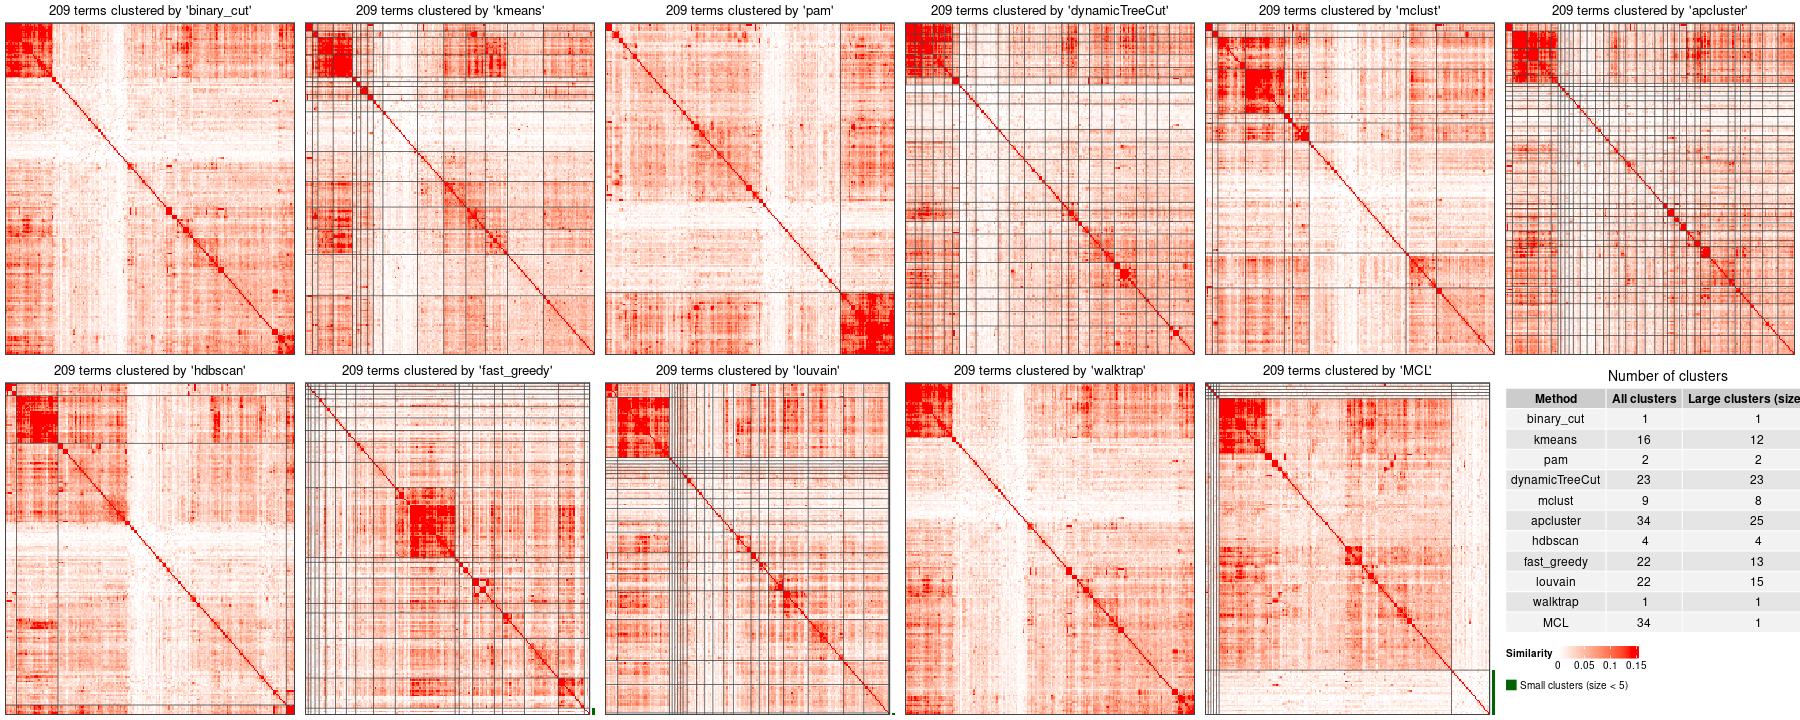 209 terms clustered by 'binary_cut'
209 terms clustered by 'kmeans'
209 terms clustered by 'pam'
209 terms clustered by 'dynamicTreeCut'
209 terms clustered by 'mclust'
209 terms clustered by 'apcluster'
209 terms clustered by 'hdbscan'
209 terms clustered by 'fast_greedy'
209 terms clustered by 'louvain'
209 terms clustered by 'walktrap'
209 terms clustered by 'MCL'
Number of clusters
Method All clusters Large clusters (size
binary_cut 1 1
kmeans 16 12
pam 2 2
dynamicTreeCut 23 23
mclust 9 8
apcluster 34 25
hdbscan 4 4
fast_greedy 22 13
louvain 22 15
walktrap 1 1
MCL 34 1
Similarity
0 0.05 0.1 0.15
Small clusters (size < 5)